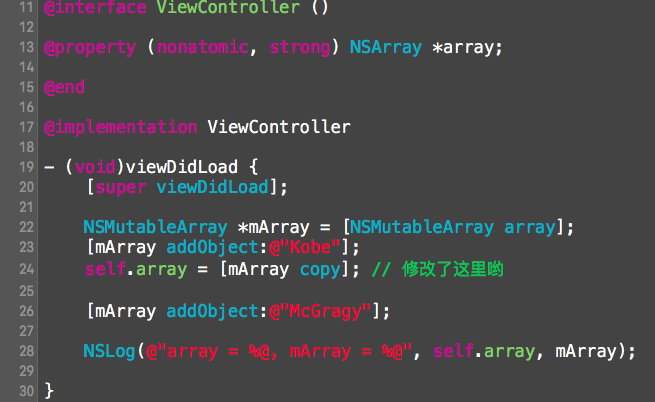 11 @interface ViewController ()
12
13 @property (nonatomic, strong) NSArray *array;
14
15 @end
16
17 @implementation ViewController
18
19 - (void)viewDidLoad {
20     [super viewDidLoad];
21
22     NSMutableArray *mArray = [NSMutableArray array];
23     [mArray addObject:@"Kobe"];
24     self.array = [mArray copy]; // 修改了这里哟
25
26     [mArray addObject:@"McGragy"];
27
28     NSLog(@"array = %@, mArray = %@", self.array, mArray);
29
30 }